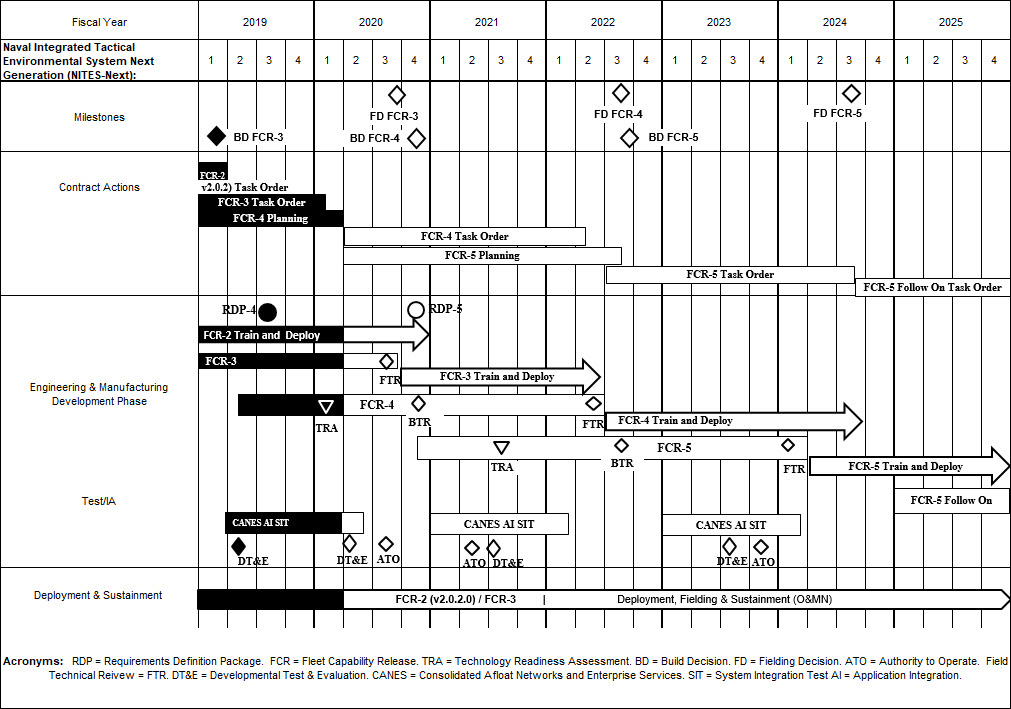 Fiscal Year 2019 2020 2021 2022 2023 2024 2025
Naval Integrated Tactical
Environmental System Next
Generation (NITES-Next):
1 2 3 4 1 2 3 4 1 2 3 4 1 2 3 4 1 2 3 4 1 2 3 4 1 2 3 4
Milestones
FD FCR-3 FD FCR-4 FD FCR-5
BD FCR-3 BD FCR-4 BD FCR-5
Contract Actions
FCR-2
v2.0.2) Task Order
FCR-3 Task Order
FCR-4 Planning
FCR-4 Task Order
FCR-5 Planning
FCR-5 Task Order
FCR-5 Follow On Task Order
Engineering & Manufacturing
Development Phase
RDP-4 RDP-5
FCR-2 Train and Deploy
FCR-3
FTR
FCR-3 Train and Deploy
FCR-4
TRA BTR FTR
FCR-4 Train and Deploy
FCR-5
TRA BTR FTR
FCR-5 Train and Deploy
Test/IA
FCR-5 Follow On
CANES AI SIT CANES AI SIT CANES AI SIT
DT&E DT&E ATO ATO DT&E DT&E ATO
Deployment & Sustainment
FCR-2 (v2.0.2.0) / FCR-3 | Deployment, Fielding & Sustainment (O&MN)
Acronyms: RDP = Requirements Definition Package. FCR = Fleet Capability Release. TRA = Technology Readiness Assessment. BD = Build Decision. FD = Fielding Decision. ATO = Authority to Operate. Field
Technical Reivew = FTR. DT&E = Developmental Test & Evaluation. CANES = Consolidated Afloat Networks and Enterprise Services. SIT = System Integration Test AI = Application Integration.